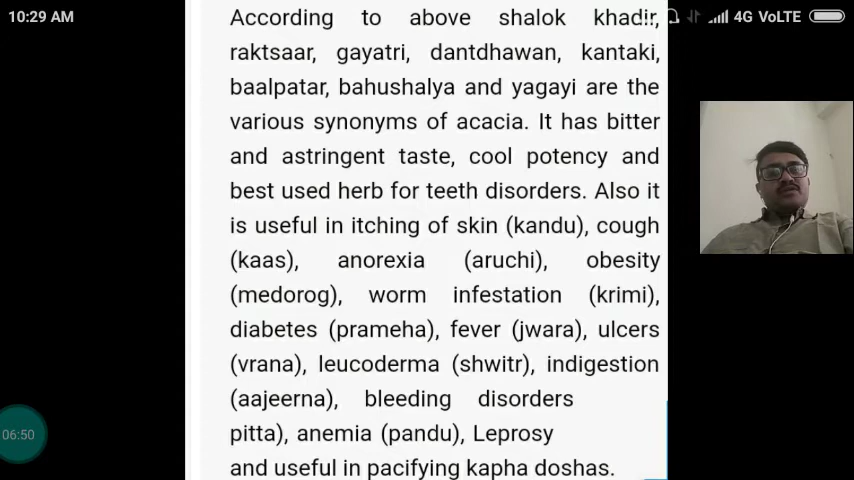 10:29 AM
4G VoLTE
According to above shalok khadir,
raktsaar, gayatri, dantdhawan, kantaki,
baalpatar, bahushalya and yagayi are the
various synonyms of acacia. It has bitter
and astringent taste, cool potency and
best used herb for teeth disorders. Also it
is useful in itching of skin (kandu), cough
(kaas), anorexia (aruchi), obesity
(medorog), worm infestation (krimi),
diabetes (prameha), fever (jwara), ulcers
(vrana), leucoderma (shwitr), indigestion
(aajeerna), bleeding disorders
pitta), anemia (pandu), Leprosy
and useful in pacifying kapha doshas.
06:50